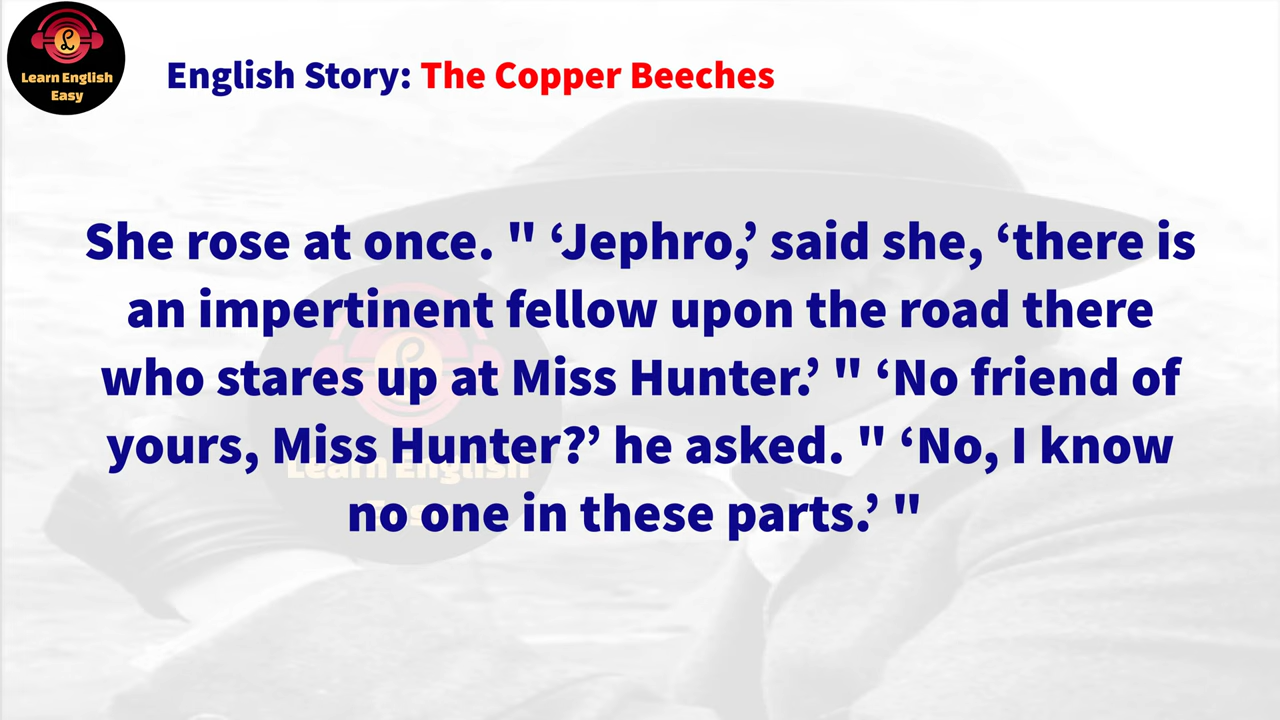 Learn English
Easy
English Story: The Copper Beeches
She rose at once. " ‘Jephro,’ said she, ‘there is
an impertinent fellow upon the road there
who stares up at Miss Hunter.’ " ‘No friend of
yours, Miss Hunter?’ he asked. " ‘No, I know
no one in these parts.’ "
Learn English